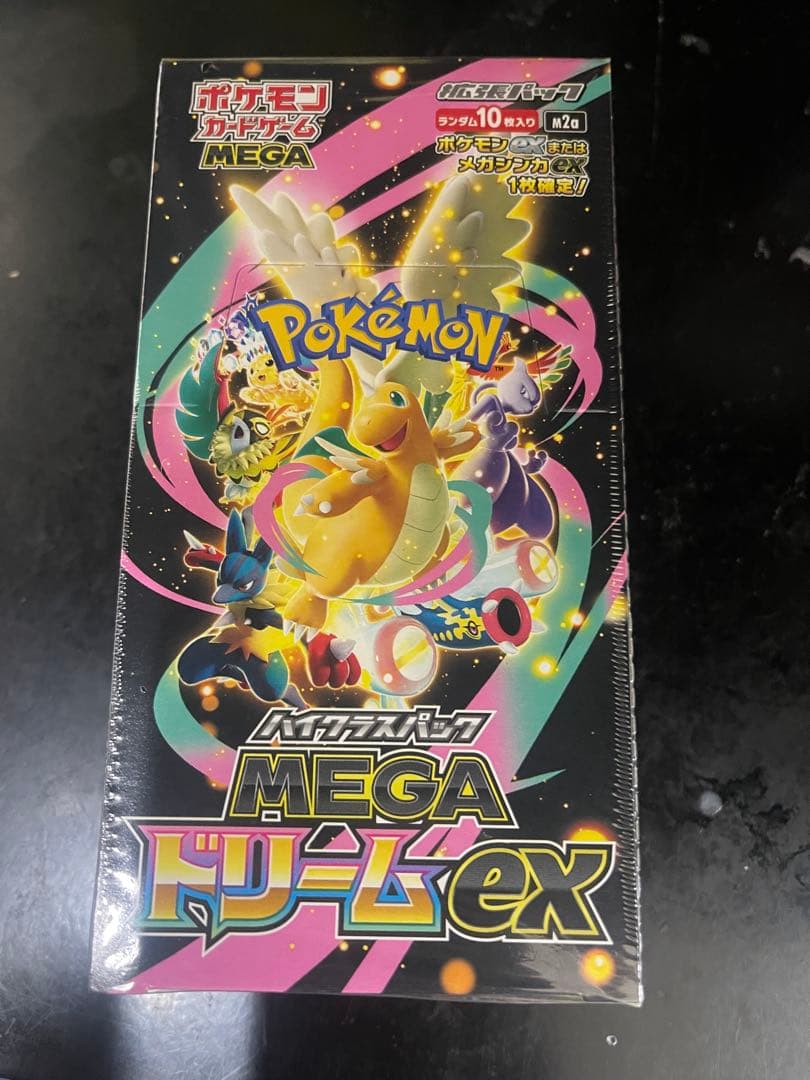 ポケモン
カードゲーム
MEGA
拡張パック
ランダム10枚入り M2a
ポケモンexまたは
メガシンカex
1枚確定!
POKéMON
TM
ハイクラスパック
MEGA
ドリームex